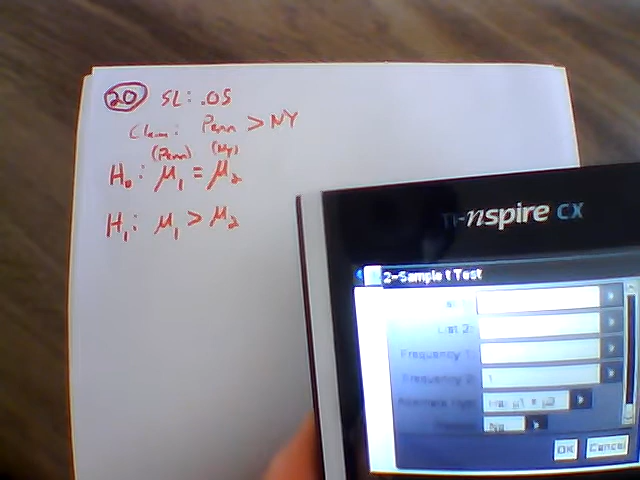 20 SL: .05
Claim: Penn > NY
(Penn) (NY)
H₀: μ₁ = μ₂
H₁: μ₁ > μ₂
TI-nspire CX
2-Sample t Test
List 2:
Frequency 1:
Frequency 2: 1
No
OK Cancel